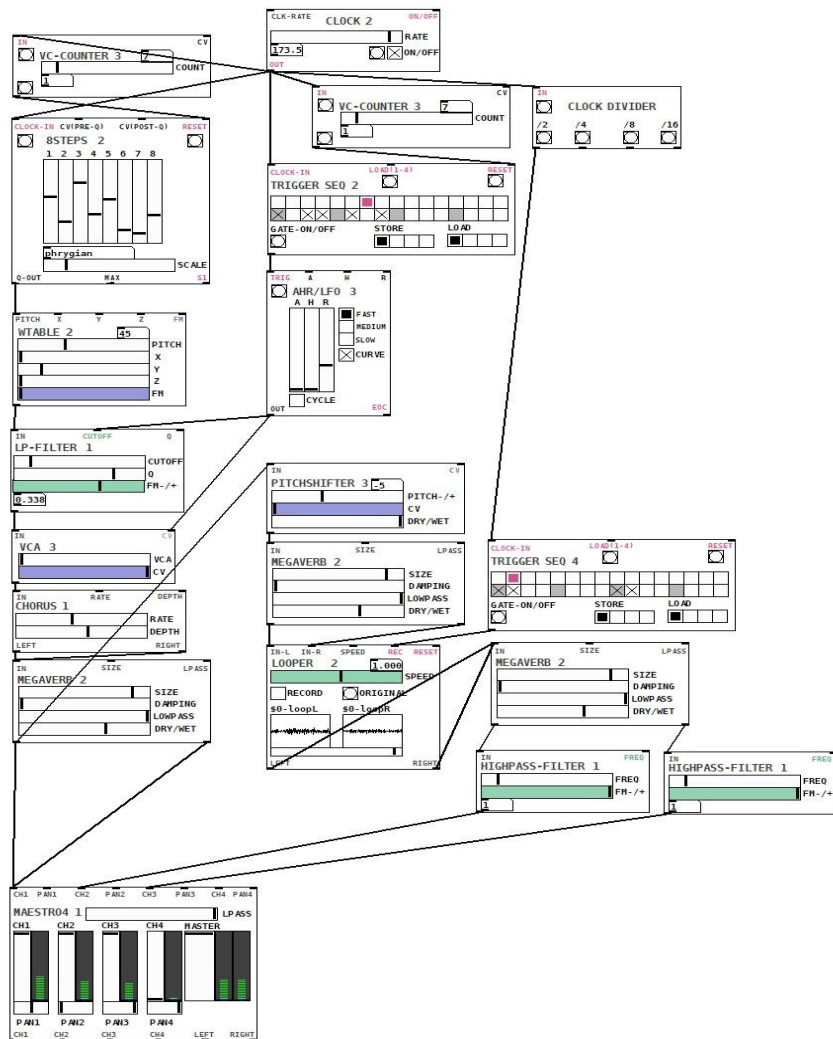 CLK-RATE ON/OFF
CLOCK 2
RATE
173.5 ON/OFF
OUT
IN CV
VC-COUNTER 3 7
COUNT
1
IN CV
VC-COUNTER 3 7
COUNT
1
IN
CLOCK DIVIDER
/2 /4 /8 /16
CLOCK-IN CV(PRE-Q) CV(POST-Q) RESET
8STEPS 2
1 2 3 4 5 6 7 8
phrygian
SCALE
Q-OUT MAX S1
CLOCK-IN LOAD(1-4) RESET
TRIGGER SEQ 2
GATE-ON/OFF STORE LOAD
TRIG A H R
AHR/LFO 3
A H R
FAST
MEDIUM
SLOW
CURVE
CYCLE
OUT EOC
PITCH X Y Z FM
WTABLE 2 45
PITCH
X
Y
Z
FM
IN CUTOFF Q
LP-FILTER 1
CUTOFF
Q
FM-/+
0.338
IN CV
PITCHSHIFTER 3 -5
PITCH-/+
CV
DRY/WET
IN CV
VCA 3
VCA
CV
IN SIZE LPASS
MEGAVERB 2
SIZE
DAMPING
LOWPASS
DRY/WET
CLOCK-IN LOAD(1-4) RESET
TRIGGER SEQ 4
GATE-ON/OFF STORE LOAD
IN RATE DEPTH
CHORUS 1
RATE
DEPTH
LEFT RIGHT
IN SIZE LPASS
MEGAVERB 2
SIZE
DAMPING
LOWPASS
DRY/WET
IN-L IN-R SPEED REC RESET
LOOPER 2 1.000
SPEED
RECORD ORIGINAL
$0-loopL $0-loopR
LEFT RIGHT
IN SIZE LPASS
MEGAVERB 2
SIZE
DAMPING
LOWPASS
DRY/WET
IN FREQ
HIGHPASS-FILTER 1
FREQ
FM-/+
1
IN FREQ
HIGHPASS-FILTER 1
FREQ
FM-/+
1
CH1 PAN1 CH2 PAN2 CH3 PAN3 CH4 PAN4
MAESTRO4 1 LPASS
CH1 CH2 CH3 CH4 MASTER
PAN1 PAN2 PAN3 PAN4
CH1 CH2 CH3 CH4 LEFT RIGHT